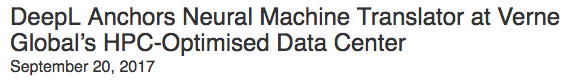 DeepL Anchors Neural Machine Translator at Verne
Global’s HPC-Optimised Data Center
September 20, 2017